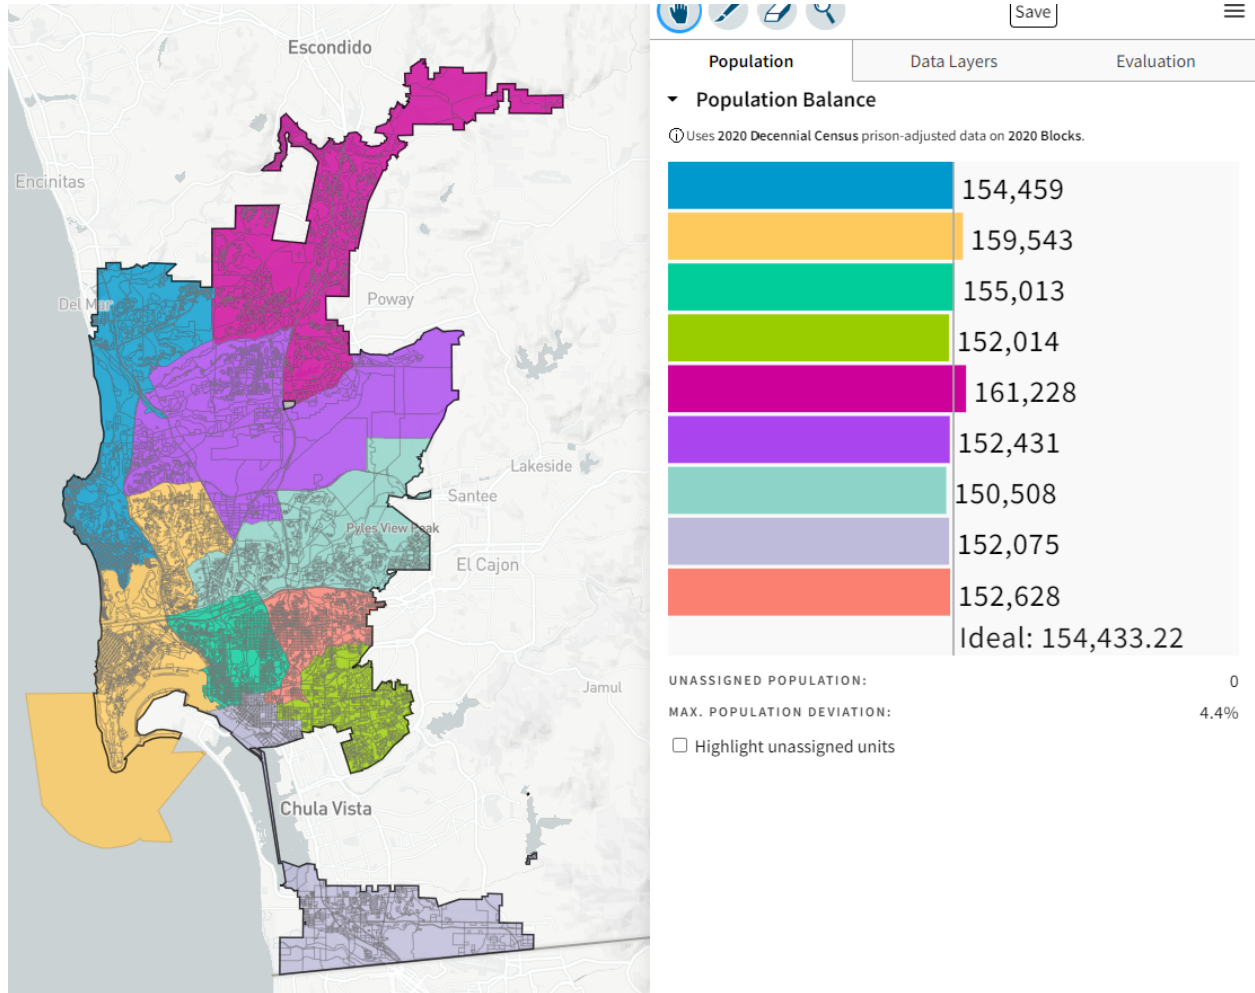 Escondido
Encinitas
Del Mar
Poway
Lakeside
Santee
Pyles View Peak
El Cajon
Jamul
Chula Vista
Save
Population
Data Layers
Evaluation
Population Balance
Uses 2020 Decennial Census prison-adjusted data on 2020 Blocks.
154,459
159,543
155,013
152,014
161,228
152,431
150,508
152,075
152,628
Ideal: 154,433.22
UNASSIGNED POPULATION: 0
MAX. POPULATION DEVIATION: 4.4%
Highlight unassigned units